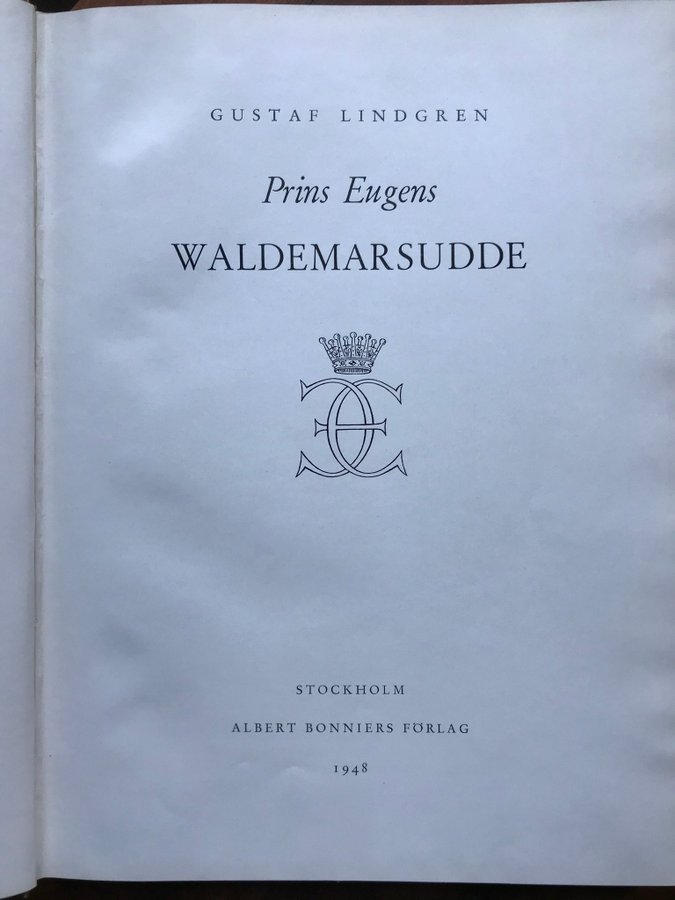 GUSTAF LINDGREN
Prins Eugens
WALDEMARSUDDE
STOCKHOLM
ALBERT BONNIERS FÖRLAG
1948